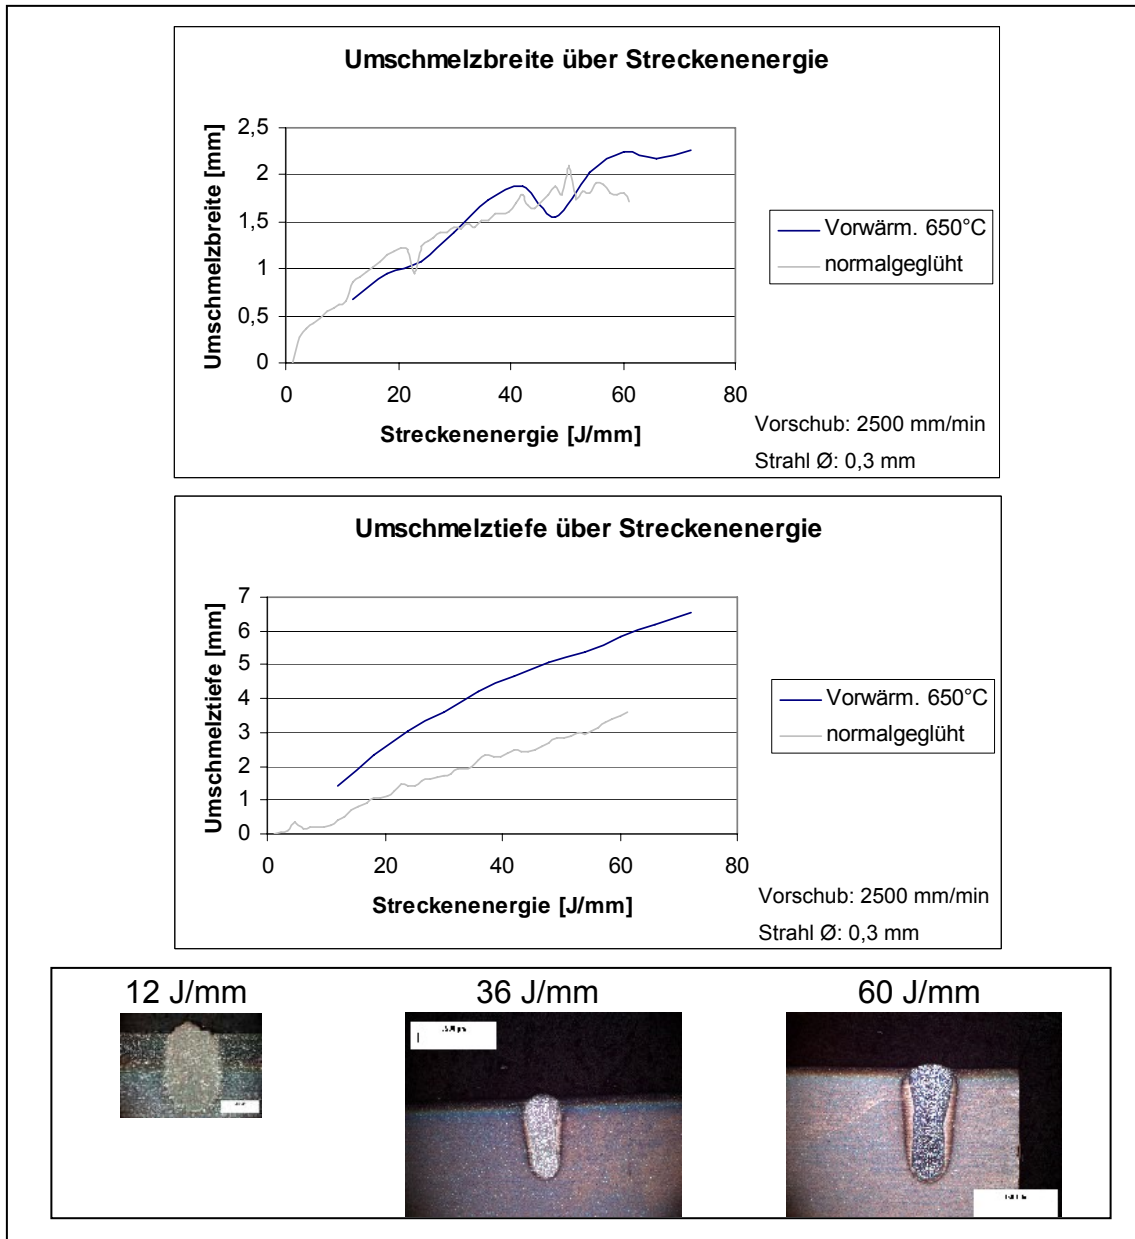 Umschmelzbreite über Streckenenergie
Umschmelzbreite [mm]
2,5
2
1,5
1
0,5
0
0 20 40 60 80
Streckenenergie [J/mm]
Vorwärm. 650°C
normalgeglüht
Vorschub: 2500 mm/min
Strahl Ø: 0,3 mm
Umschmelztiefe über Streckenenergie
Umschmelztiefe [mm]
7
6
5
4
3
2
1
0
0 20 40 60 80
Streckenenergie [J/mm]
Vorwärm. 650°C
normalgeglüht
Vorschub: 2500 mm/min
Strahl Ø: 0,3 mm
12 J/mm 36 J/mm 60 J/mm